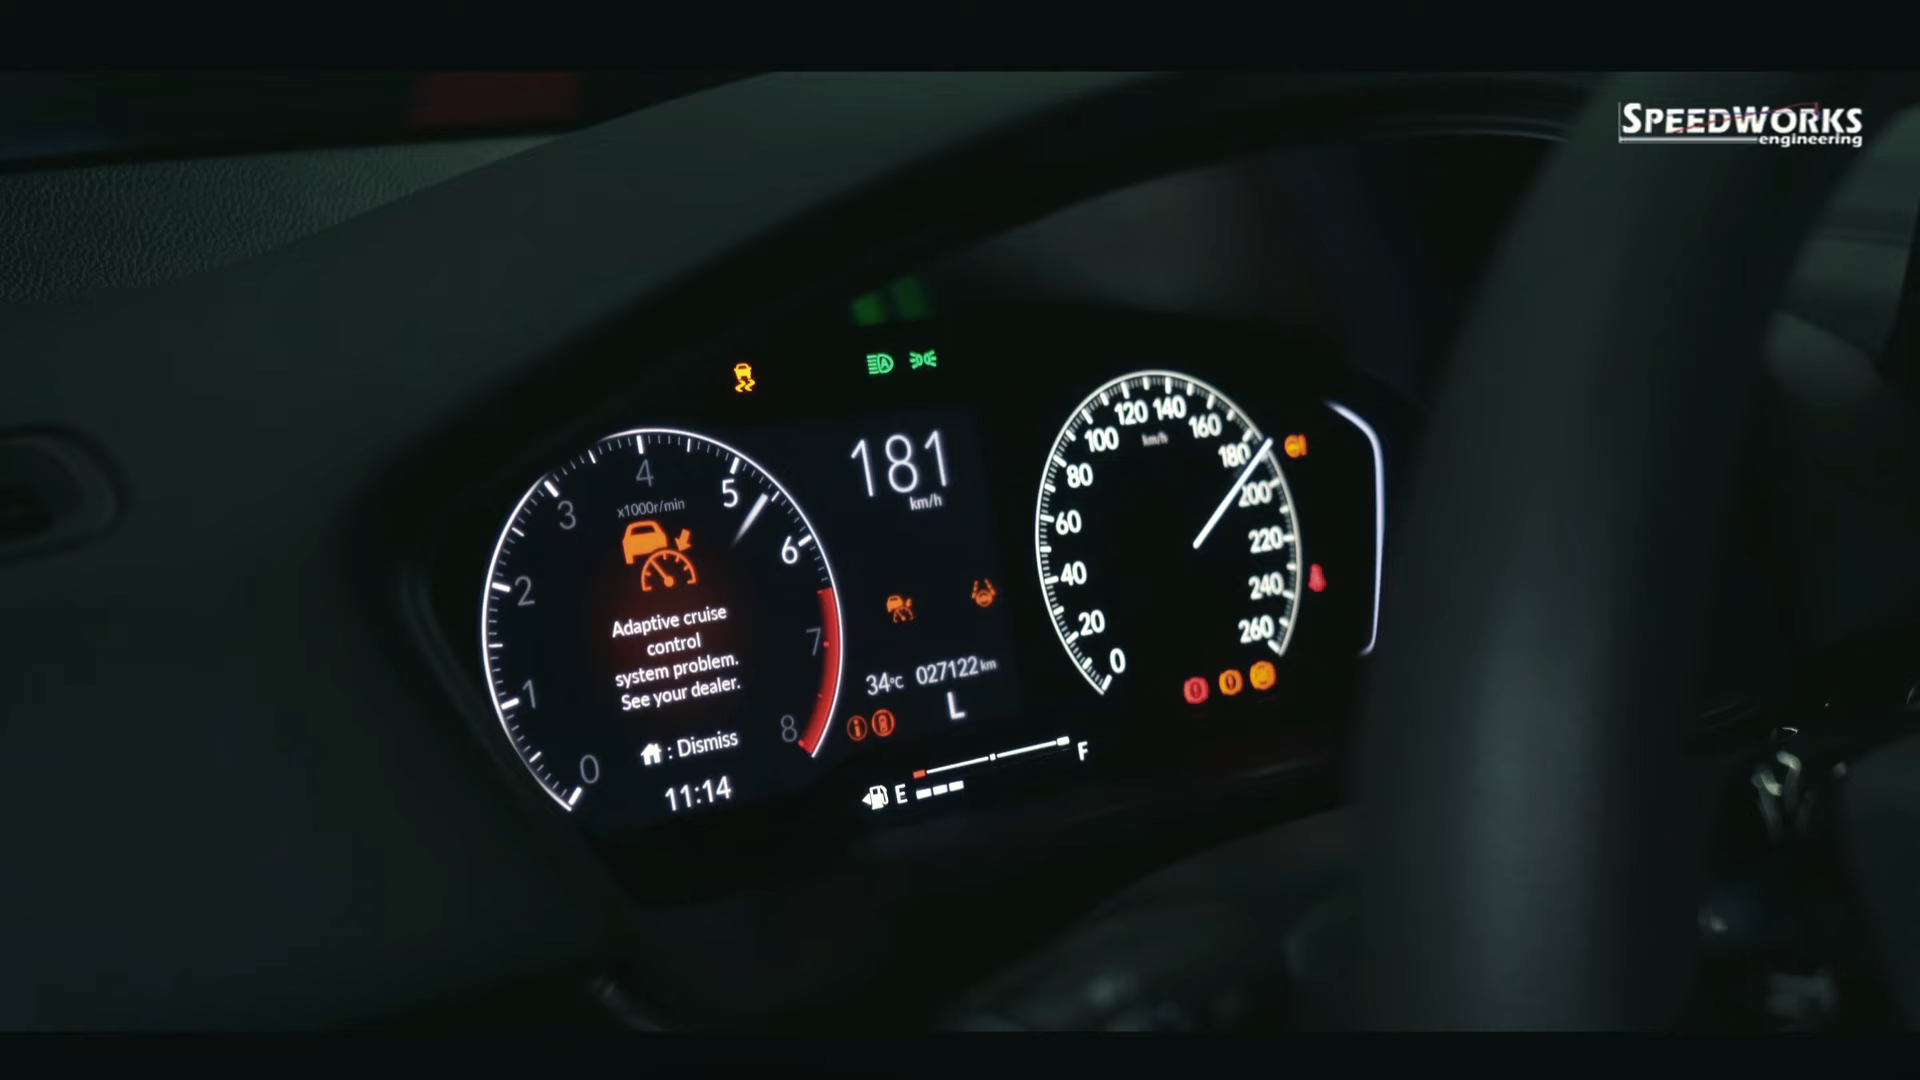 SPEEDWORKS
engineering
4
3
5
x1000r/min
6
2
7
1
8
0
Adaptive cruise
control
system problem.
See your dealer.
: Dismiss
11:14
181
km/h
34°C 027122 km
L
E
F
120 140
100
160
km/h
80
180
200
60
220
40
240
20
260
0